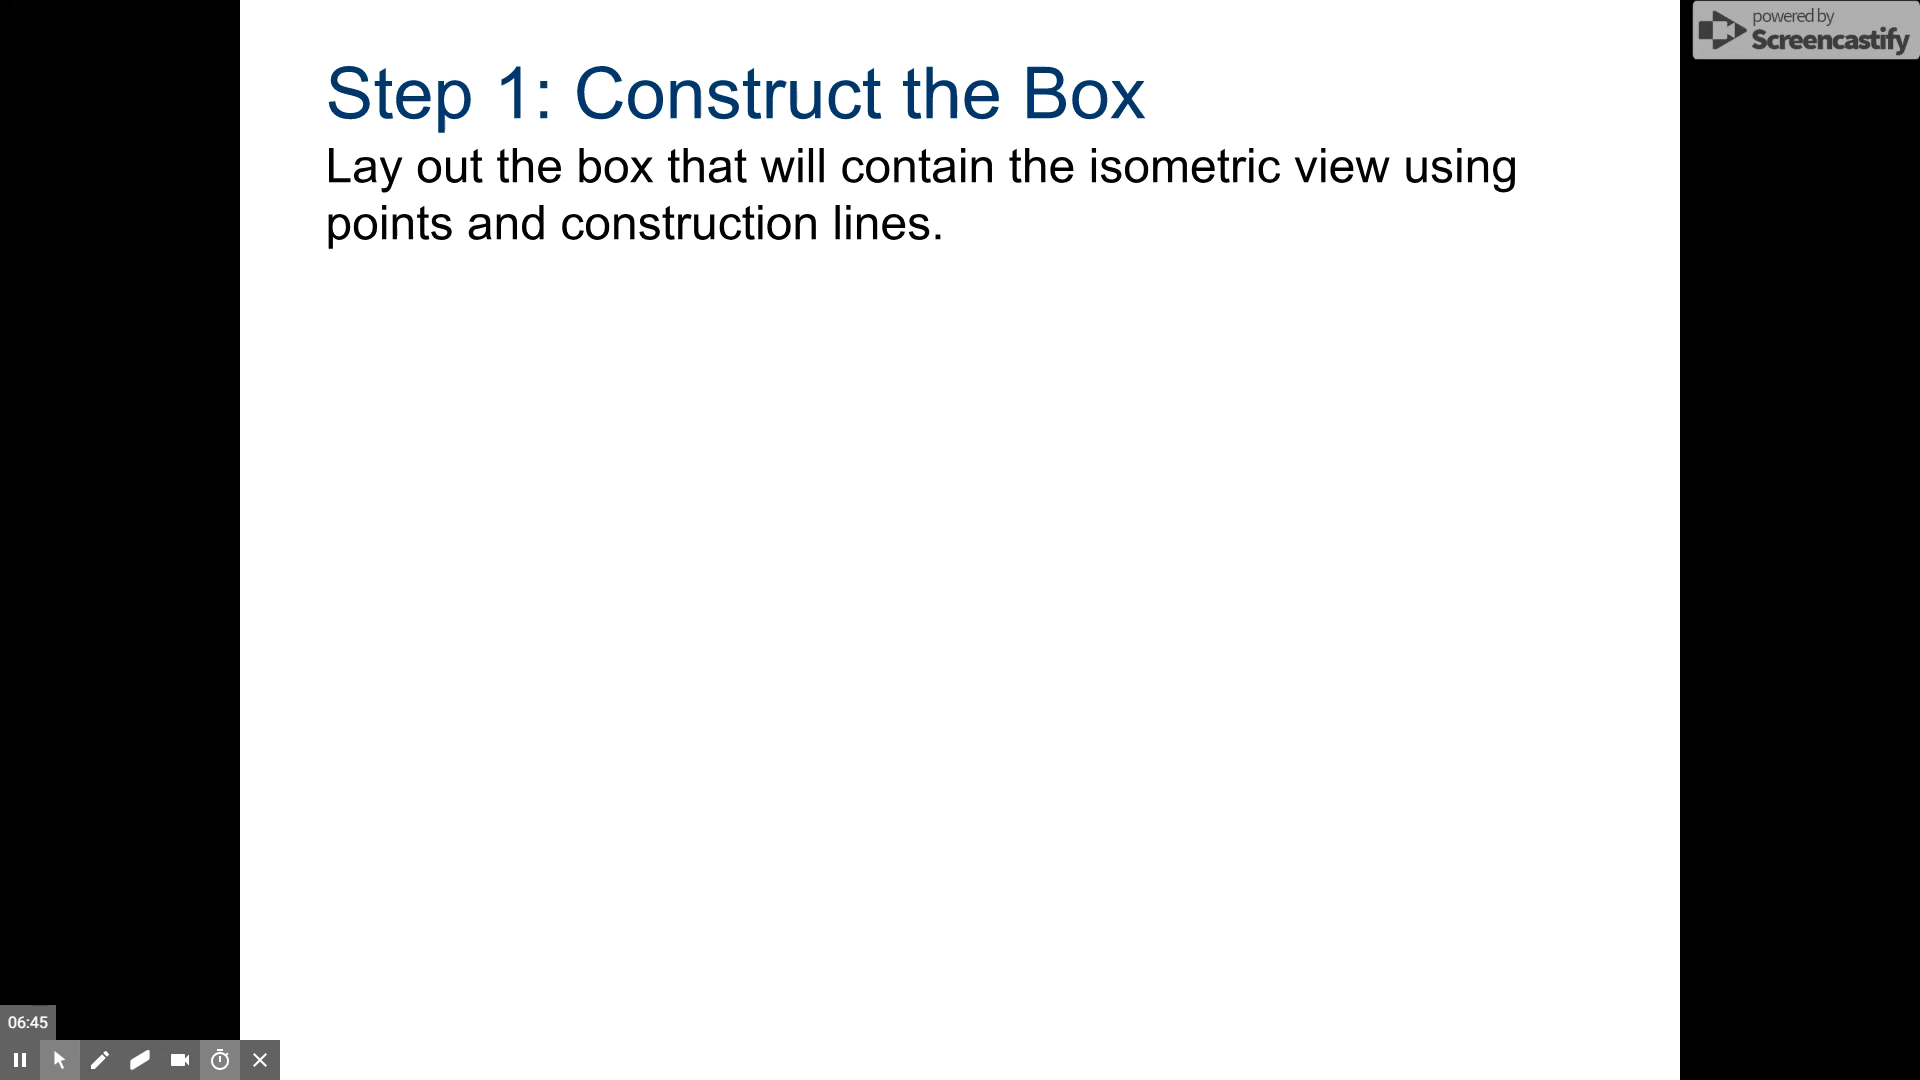 powered by
Screencastify
Step 1: Construct the Box
Lay out the box that will contain the isometric view using
points and construction lines.
06:45